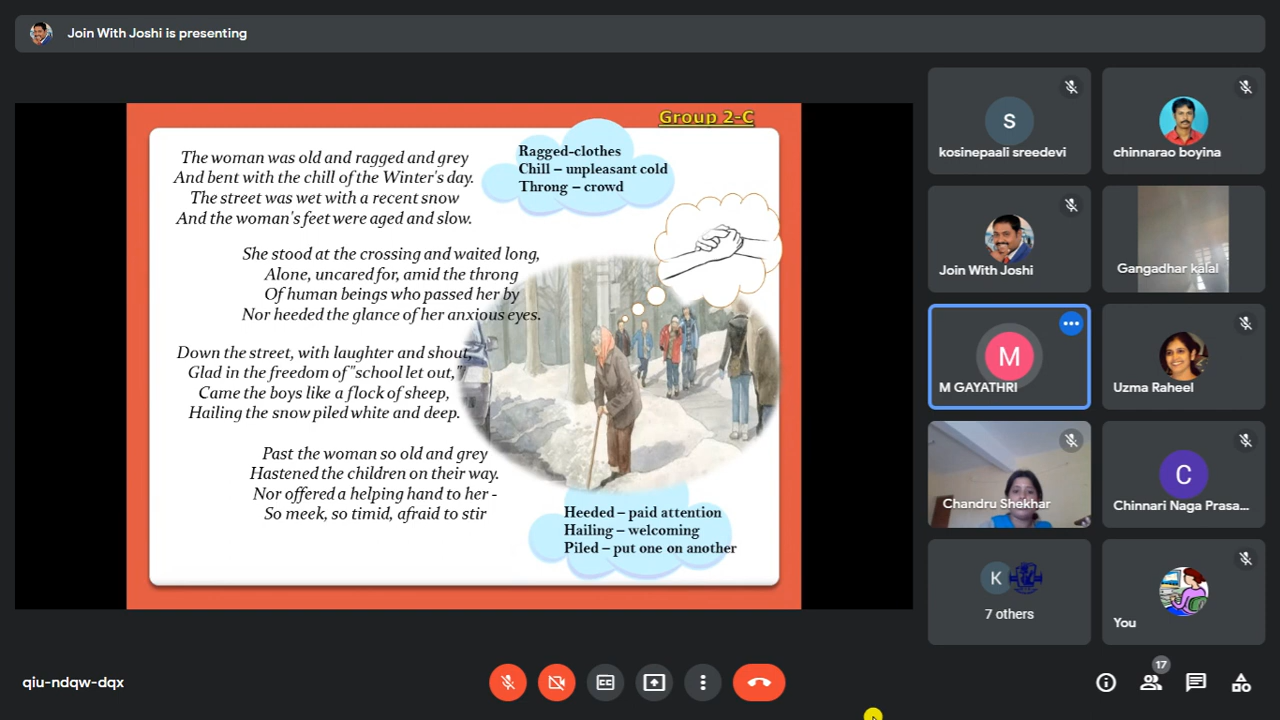 Join With Joshi is presenting
Group 2-C
The woman was old and ragged and grey
And bent with the chill of the Winter's day.
The street was wet with a recent snow
And the woman's feet were aged and slow.
She stood at the crossing and waited long,
Alone, uncared for, amid the throng
Of human beings who passed her by
Nor heeded the glance of her anxious eyes.
Down the street, with laughter and shout,
Glad in the freedom of "school let out,"
Came the boys like a flock of sheep,
Hailing the snow piled white and deep.
Past the woman so old and grey
Hastened the children on their way.
Nor offered a helping hand to her -
So meek, so timid, afraid to stir
Ragged-clothes
Chill – unpleasant cold
Throng – crowd
Heeded – paid attention
Hailing – welcoming
Piled – put one on another
S
kosinepaali sreedevi
chinnarao boyina
Join With Joshi
Gangadhar kalal
M
M GAYATHRI
Uzma Raheel
Chandru Shekhar
C
Chinnari Naga Prasa...
K
7 others
You
qiu-ndqw-dqx
CC
17